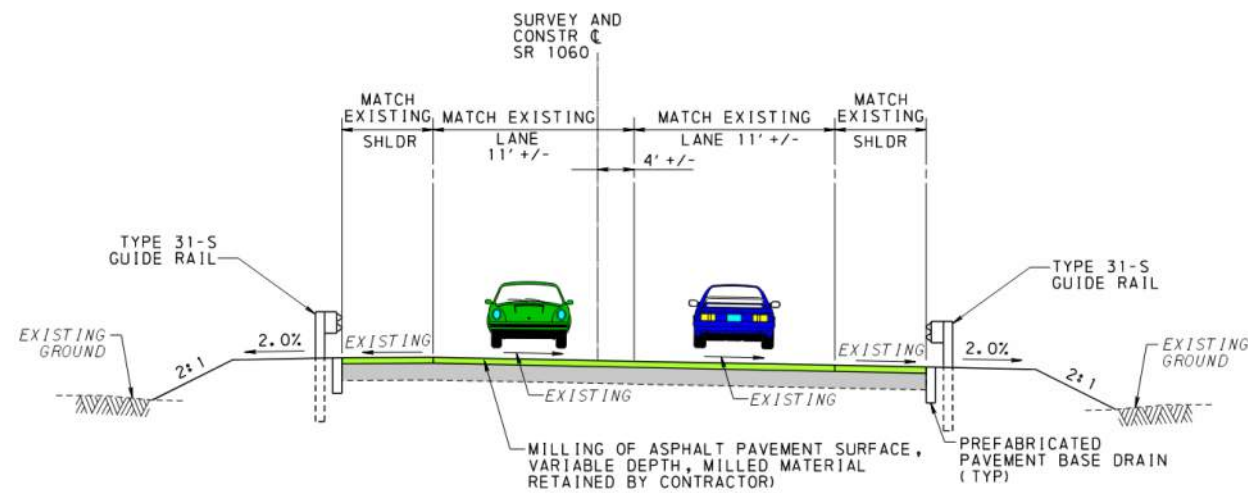 SURVEY AND
CONSTR ℄
SR 1060
MATCH
EXISTING
SHLDR
MATCH EXISTING
LANE
11' +/-
MATCH EXISTING
LANE 11' +/-
MATCH
EXISTING
SHLDR
4' +/-
TYPE 31-S
GUIDE RAIL
TYPE 31-S
GUIDE RAIL
EXISTING
GROUND
2:1
2.0%
EXISTING
EXISTING
2.0%
2:1
EXISTING
GROUND
EXISTING
EXISTING
MILLING OF ASPHALT PAVEMENT SURFACE,
VARIABLE DEPTH, MILLED MATERIAL
RETAINED BY CONTRACTOR)
PREFABRICATED
PAVEMENT BASE DRAIN
(TYP)